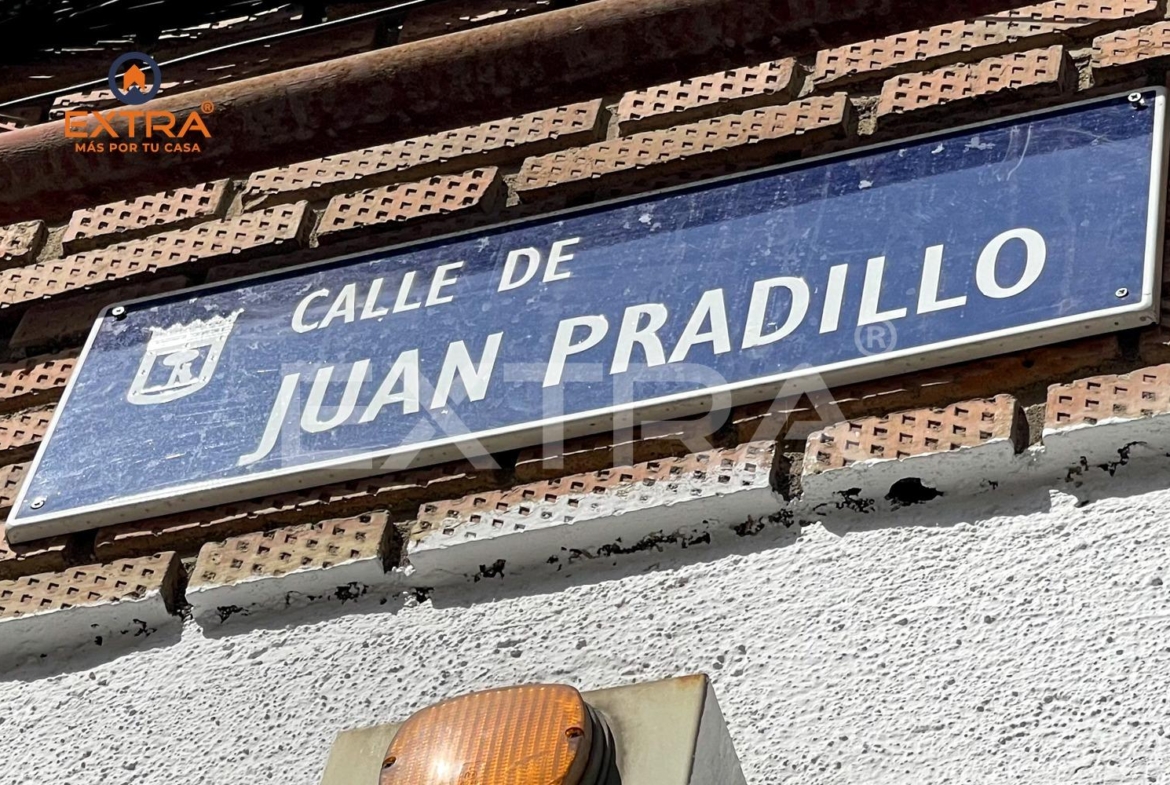 EXTRA®
MÁS POR TU CASA
CALLE DE
JUAN PRADILLO
EXTRA®